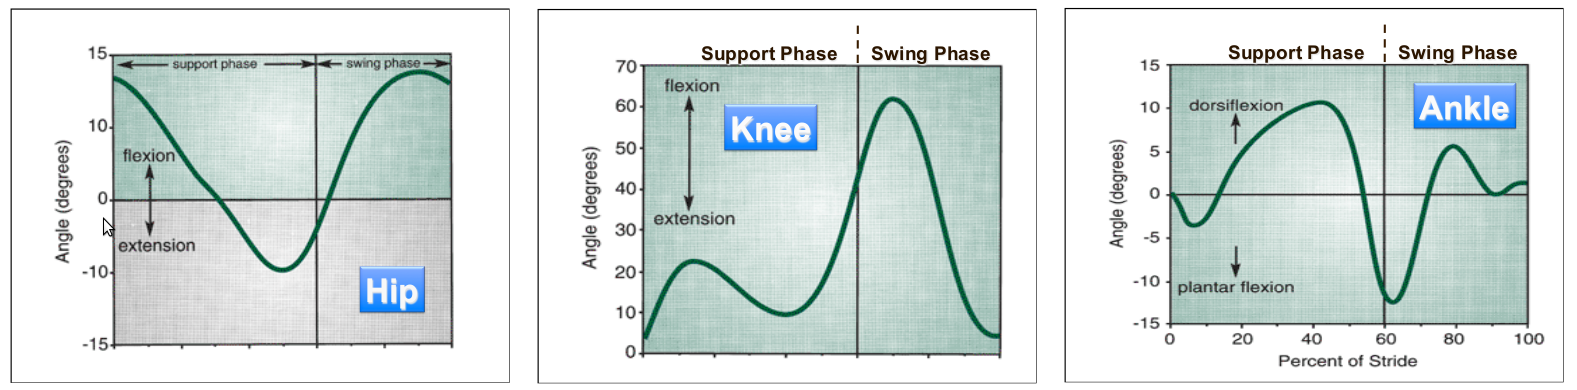 15
support phase
swing phase
10
flexion
0
extension
-10
-15
Angle (degrees)
Hip
Support Phase
Swing Phase
70
60
50
40
30
20
10
0
flexion
extension
Angle (degrees)
Knee
Support Phase
Swing Phase
15
10
5
0
-5
-10
-15
dorsiflexion
plantar flexion
Angle (degrees)
Ankle
0 20 40 60 80 100
Percent of Stride